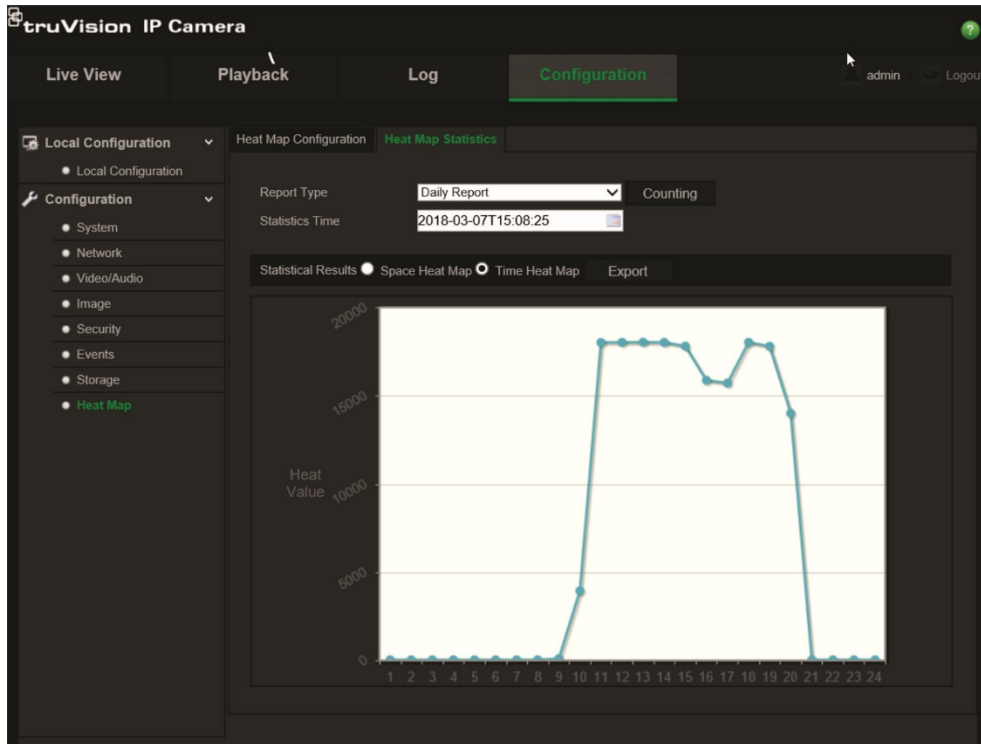 truVision IP Camera
?
Live View Playback Log Configuration admin Logou
Local Configuration
Local Configuration
Configuration
System
Network
Video/Audio
Image
Security
Events
Storage
Heat Map
Heat Map Configuration Heat Map Statistics
Report Type Daily Report Counting
Statistics Time 2018-03-07T15:08:25
Statistical Results Space Heat Map Time Heat Map Export
20000
15000
Heat
Value
10000
5000
0
1 2 3 4 5 6 7 8 9 10 11 12 13 14 15 16 17 18 19 20 21 22 23 24